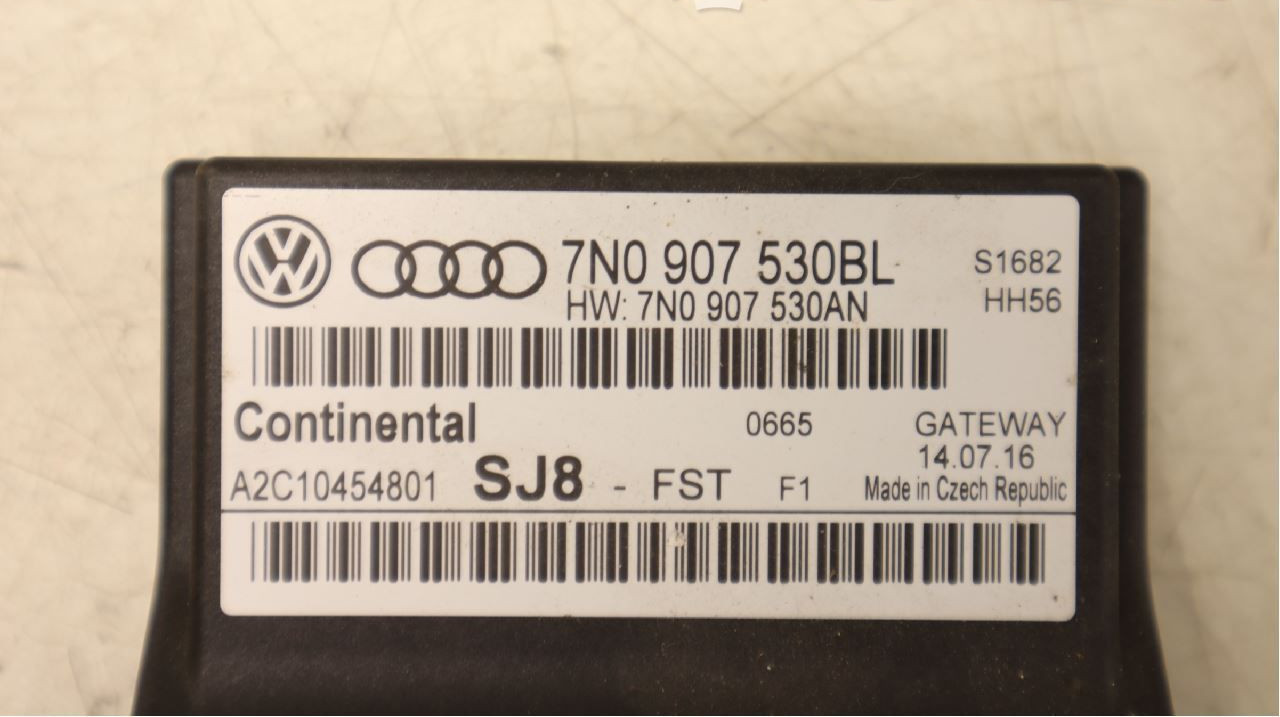 7N0 907 530BL S1682
HW: 7N0 907 530AN HH56
Continental 0665 GATEWAY
14.07.16
A2C10454801 SJ8 - FST F1 Made in Czech Republic